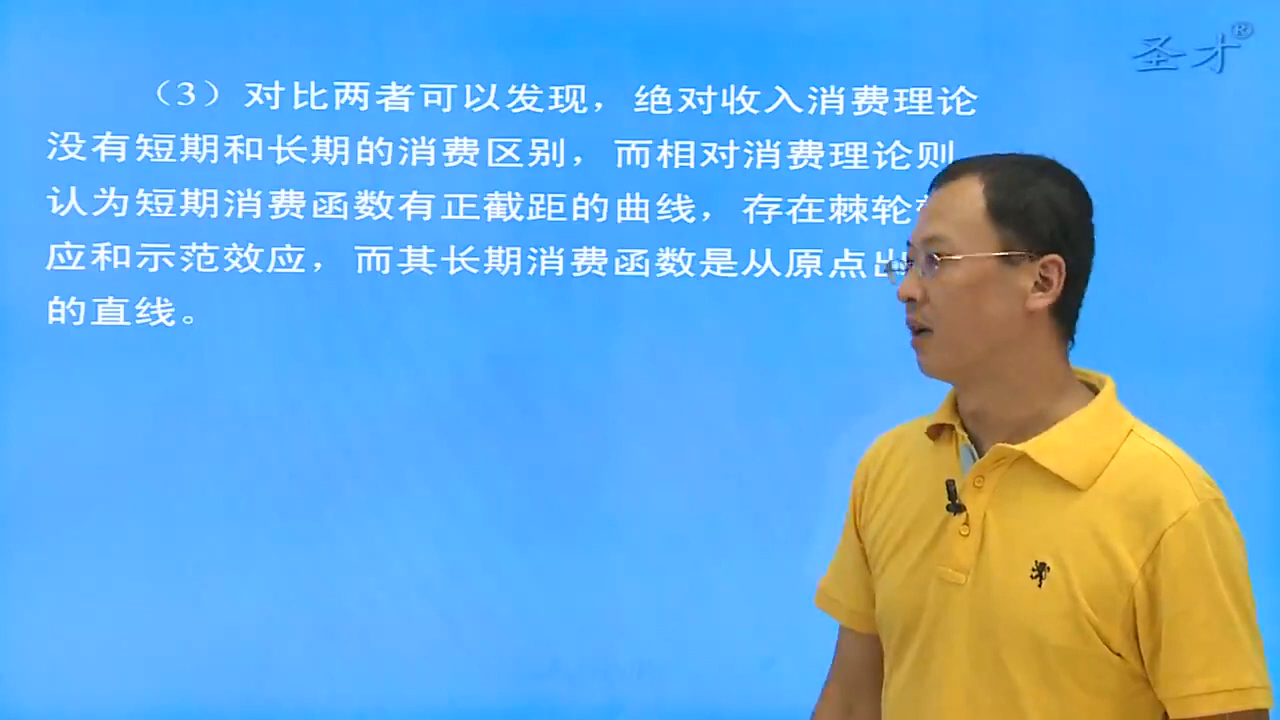 圣才®
（3）对比两者可以发现，绝对收入消费理论
没有短期和长期的消费区别，而相对消费理论则
认为短期消费函数有正截距的曲线，存在棘轮
应和示范效应，而其长期消费函数是从原点出
的直线。